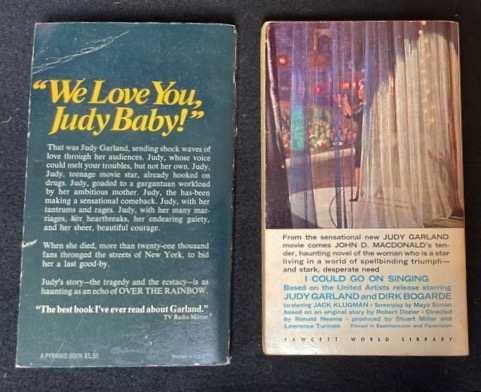 “We Love You,
Judy Baby!”
That was Judy Garland, sending shock waves of
love through her audiences. Judy, whose voice
could melt your troubles, but not her own. Judy,
Judy, teenage movie star, already hooked on
drugs. Judy, goaded to a gargantuan workload
by her ambitious mother. Judy, the has-been
making a sensational comeback. Judy, with her
tantrums and rages. Judy, with her many mar-
riages, her heartbreaks, her endearing gaiety,
and her sheer, beautiful courage.
When she died, more than twenty-one thousand
fans thronged the streets of New York, to bid
her a last good-by.
Judy's story—the tragedy and the ecstacy—is as
haunting as an echo of OVER THE RAINBOW.
“The best book I've ever read about Garland.”
TV Radio Mirror
A PYRAMID BOOK $1.50
Printed in U.S.A.
From the sensational new JUDY GARLAND
movie comes JOHN D. MACDONALD's ten-
der, haunting novel of the woman who is a star
living in a world of spellbinding triumph—
and stark, desperate need
I COULD GO ON SINGING
Based on the United Artists release starring
JUDY GARLAND and DIRK BOGARDE
co-starring JACK KLUGMAN • Screenplay by Mayo Simon
based on an original story by Robert Dozier • Directed
by Ronald Neame • produced by Stuart Millar and
Lawrence Turman Filmed in Eastmancolor and Panavision
FAWCETT WORLD LIBRARY